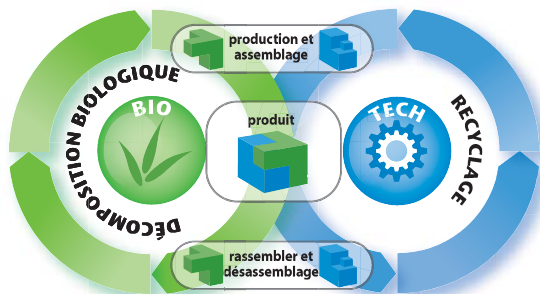 production et
assemblage
DÉCOMPOSITION BIOLOGIQUE
BIO
produit
TECH
RECYCLAGE
rassembler et
désassemblage